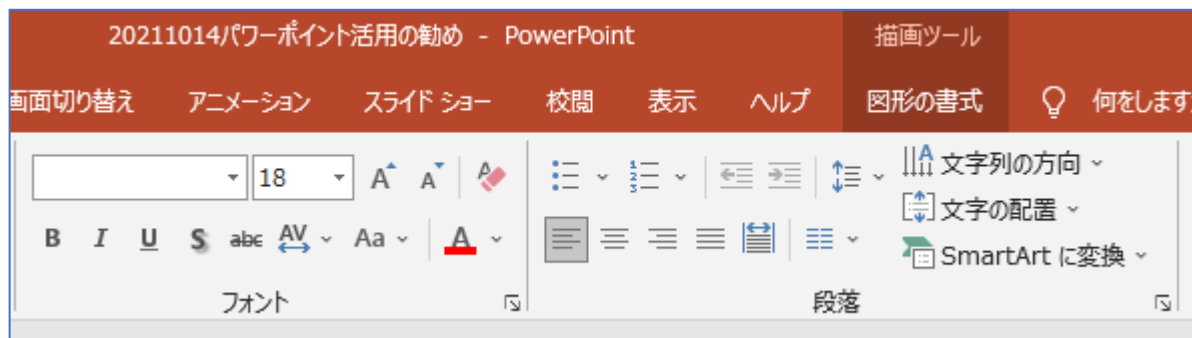 20211014パワーポイント活用の勧め - PowerPoint 描画ツール
画面切り替え アニメーション スライド ショー 校閲 表示 ヘルプ 図形の書式 何をします
18 A A A 文字列の方向
文字の配置
B I U S abc AV Aa A
SmartArt に変換
フォント 段落